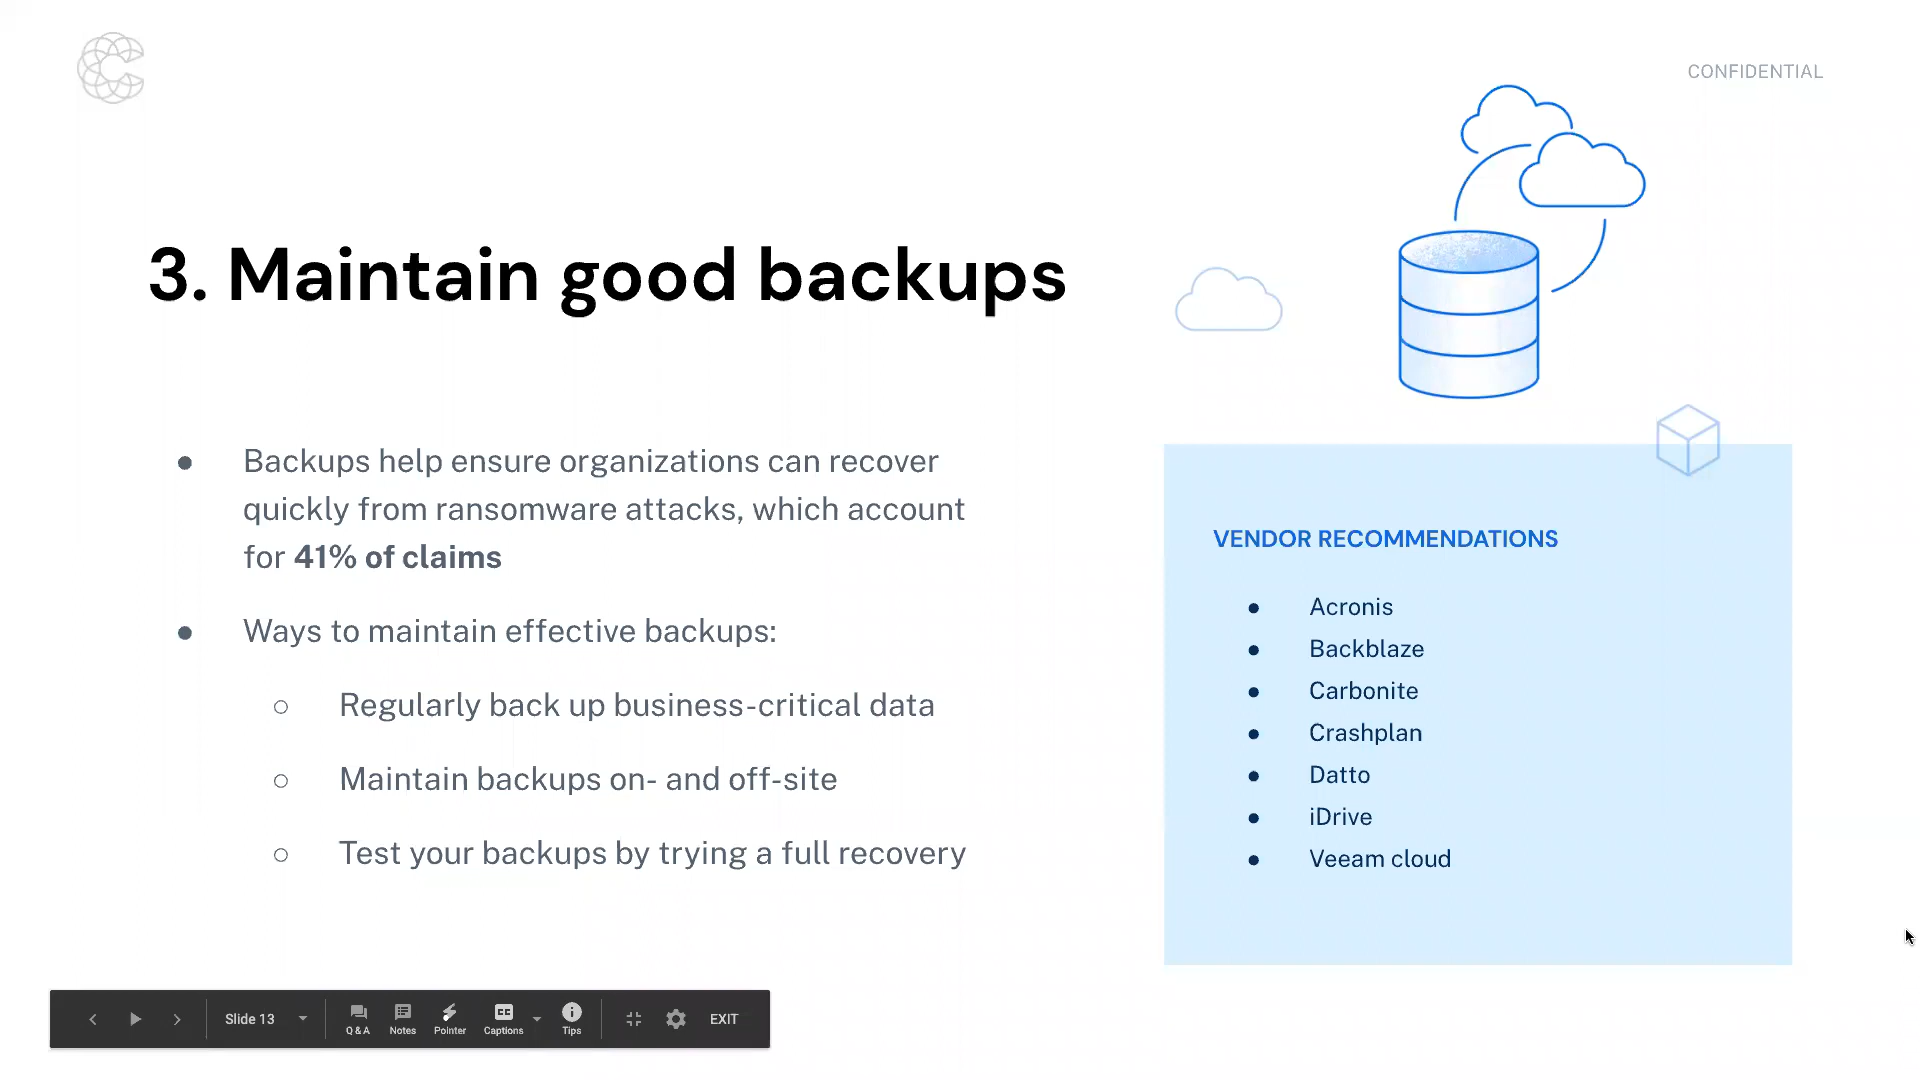 CONFIDENTIAL
3. Maintain good backups
● Backups help ensure organizations can recover
quickly from ransomware attacks, which account
for 41% of claims
● Ways to maintain effective backups:
○ Regularly back up business-critical data
○ Maintain backups on- and off-site
○ Test your backups by trying a full recovery
VENDOR RECOMMENDATIONS
● Acronis
● Backblaze
● Carbonite
● Crashplan
● Datto
● iDrive
● Veeam cloud
Slide 13 Q & A Notes Pointer CC Captions Tips EXIT